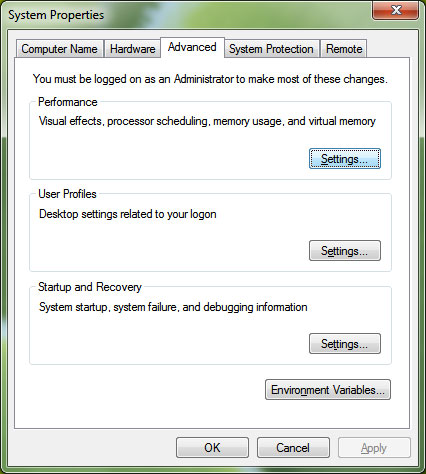 System Properties
Computer Name Hardware Advanced System Protection Remote
You must be logged on as an Administrator to make most of these changes.
Performance
Visual effects, processor scheduling, memory usage, and virtual memory
Settings...
User Profiles
Desktop settings related to your logon
Settings...
Startup and Recovery
System startup, system failure, and debugging information
Settings...
Environment Variables...
OK Cancel Apply